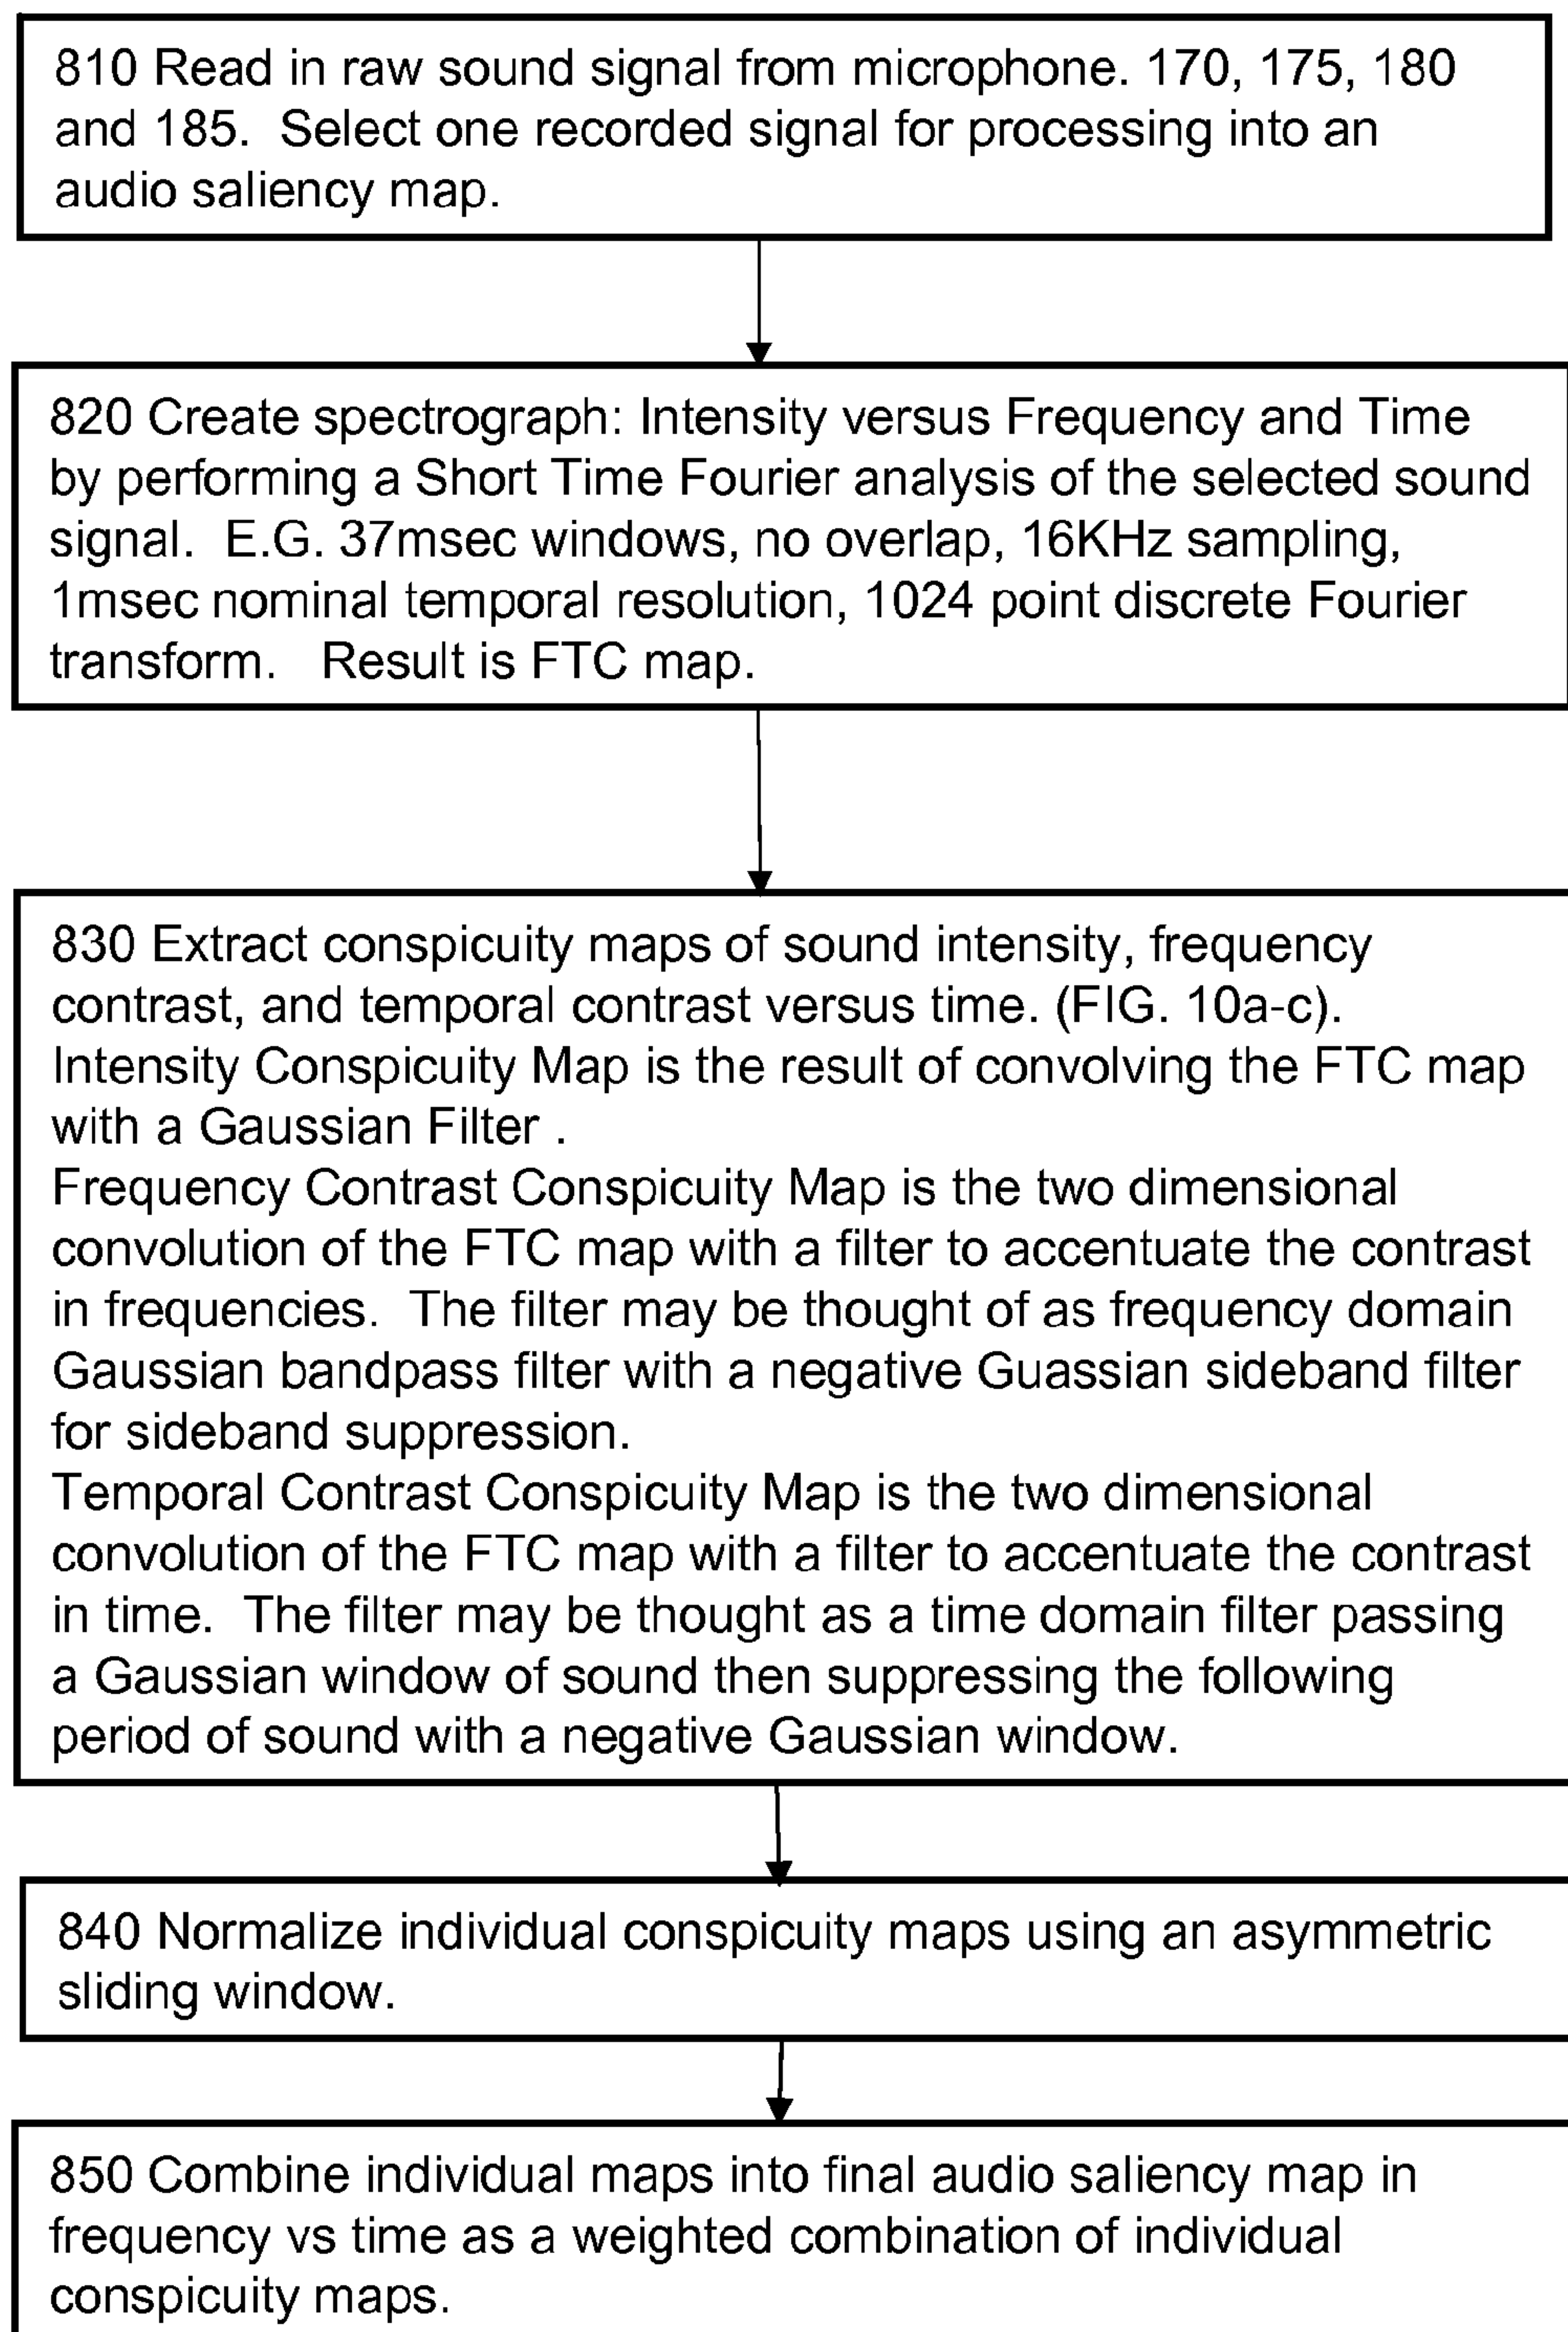 810 Read in raw sound signal from microphone. 170, 175, 180
and 185.  Select one recorded signal for processing into an
audio saliency map.
820 Create spectrograph: Intensity versus Frequency and Time
by performing a Short Time Fourier analysis of the selected sound
signal.  E.G. 37msec windows, no overlap, 16KHz sampling,
1msec nominal temporal resolution, 1024 point discrete Fourier
transform.   Result is FTC map.
830 Extract conspicuity maps of sound intensity, frequency
contrast, and temporal contrast versus time. (FIG. 10a-c).
Intensity Conspicuity Map is the result of convolving the FTC map
with a Gaussian Filter .
Frequency Contrast Conspicuity Map is the two dimensional
convolution of the FTC map with a filter to accentuate the contrast
in frequencies.  The filter may be thought of as frequency domain
Gaussian bandpass filter with a negative Guassian sideband filter
for sideband suppression.
Temporal Contrast Conspicuity Map is the two dimensional
convolution of the FTC map with a filter to accentuate the contrast
in time.  The filter may be thought as a time domain filter passing
a Gaussian window of sound then suppressing the following
period of sound with a negative Gaussian window.
840 Normalize individual conspicuity maps using an asymmetric
sliding window.
850 Combine individual maps into final audio saliency map in
frequency vs time as a weighted combination of individual
conspicuity maps.